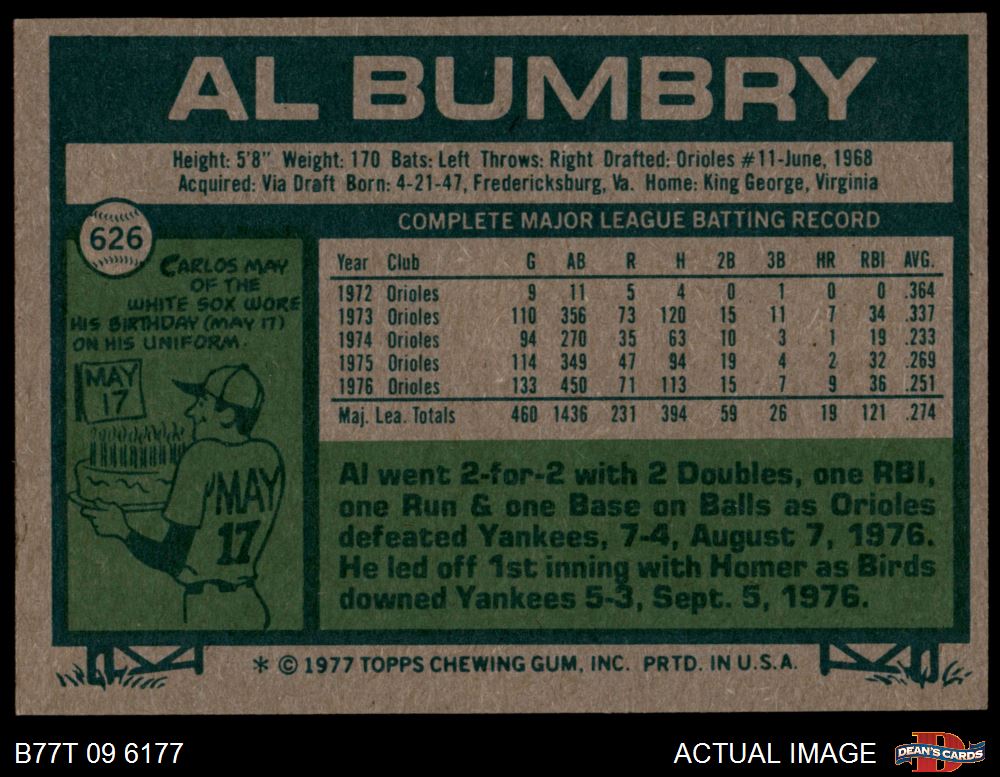 AL BUMBRY
Height: 5'8" Weight: 170 Bats: Left Throws: Right Drafted: Orioles #11-June, 1968
Acquired: Via Draft Born: 4-21-47, Fredericksburg, Va. Home: King George, Virginia
626
CARLOS MAY
OF THE
WHITE SOX WORE
HIS BIRTHDAY (MAY 17)
ON HIS UNIFORM.
MAY
17
MAY
17
COMPLETE MAJOR LEAGUE BATTING RECORD
Year Club G AB R H 2B 3B HR RBI AVG.
1972 Orioles 9 11 5 4 0 1 0 0 .364
1973 Orioles 110 356 73 120 15 11 7 34 .337
1974 Orioles 94 270 35 63 10 3 1 19 .233
1975 Orioles 114 349 47 94 19 4 2 32 .269
1976 Orioles 133 450 71 113 15 7 9 36 .251
Maj. Lea. Totals 460 1436 231 394 59 26 19 121 .274
Al went 2-for-2 with 2 Doubles, one RBI,
one Run & one Base on Balls as Orioles
defeated Yankees, 7-4, August 7, 1976.
He led off 1st inning with Homer as Birds
downed Yankees 5-3, Sept. 5, 1976.
* © 1977 TOPPS CHEWING GUM, INC. PRTD. IN U.S.A.
B77T 09 6177
ACTUAL IMAGE
D
DEAN'S CARDS